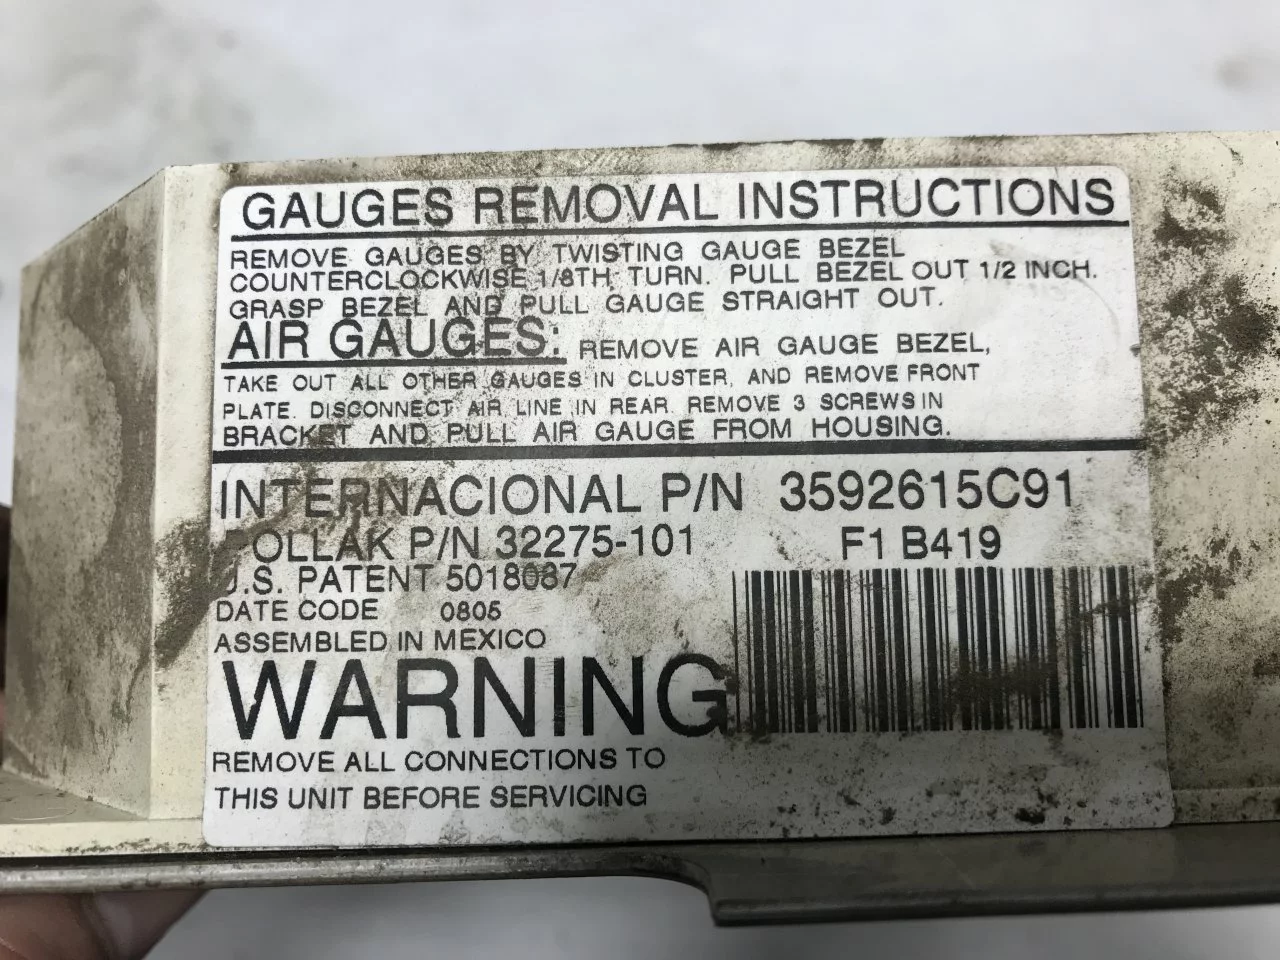 GAUGES REMOVAL INSTRUCTIONS
REMOVE GAUGES BY TWISTING GAUGE BEZEL
COUNTERCLOCKWISE 1/8TH TURN. PULL BEZEL OUT 1/2 INCH.
GRASP BEZEL AND PULL GAUGE STRAIGHT OUT.
AIR GAUGES: REMOVE AIR GAUGE BEZEL,
TAKE OUT ALL OTHER GAUGES IN CLUSTER, AND REMOVE FRONT
PLATE. DISCONNECT AIR LINE IN REAR. REMOVE 3 SCREWS IN
BRACKET AND PULL AIR GAUGE FROM HOUSING.
INTERNACIONAL P/N 3592615C91
POLLAK P/N 32275-101 F1 B419
U.S. PATENT 5018087
DATE CODE 0805
ASSEMBLED IN MEXICO
WARNING
REMOVE ALL CONNECTIONS TO
THIS UNIT BEFORE SERVICING